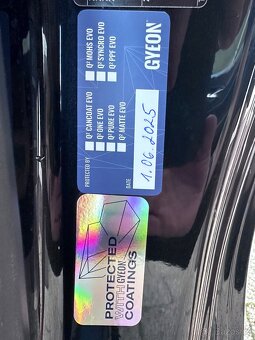 GYEON
Q² MOHS EVO
Q² SYNCRO EVO
Q² PPF EVO
Q² CANCOAT EVO
Q² ONE EVO
Q² PURE EVO
Q² MATTE EVO
PROTECTED BY
DATE
1.06.2025
PROTECTED
WITH GYEON
COATINGS